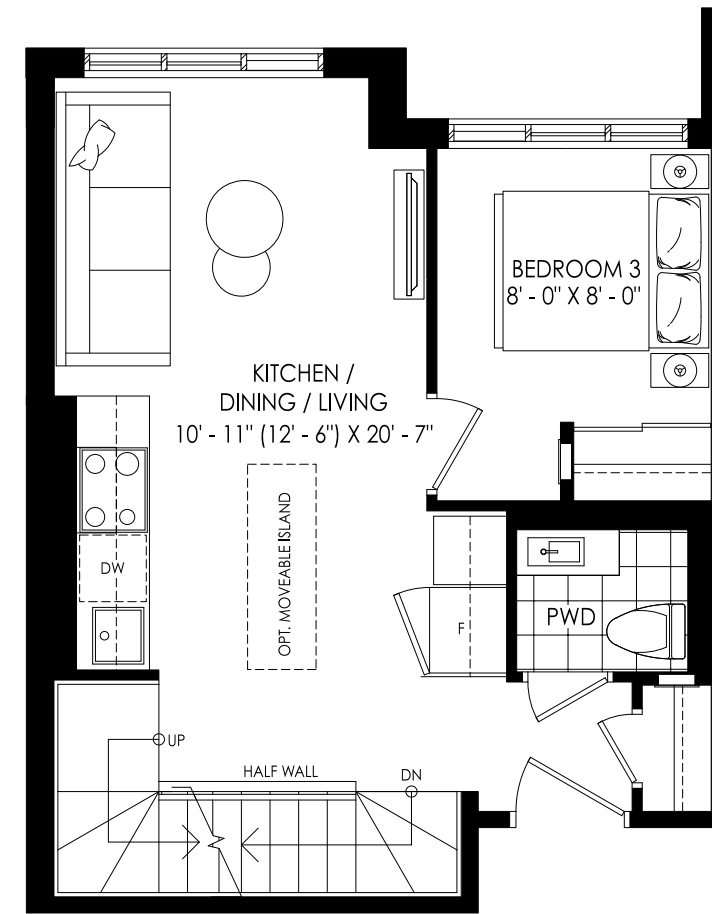 BEDROOM 3
8' - 0" X 8' - 0"
KITCHEN /
DINING / LIVING
10' - 11" (12' - 6") X 20' - 7"
OPT. MOVEABLE ISLAND
DW
F
PWD
UP
HALF WALL
DN